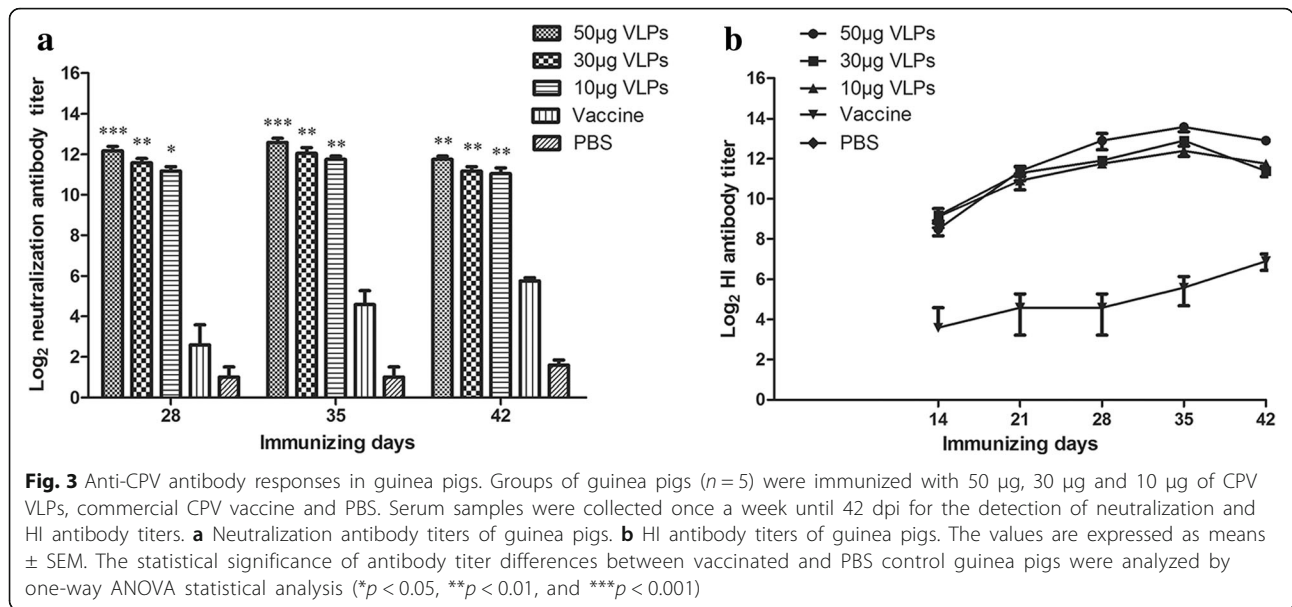 a
50µg VLPs
30µg VLPs
10µg VLPs
Vaccine
PBS
Log2 neutralization antibody titer
16
14
12
10
8
6
4
2
0
*** ** *
*** ** **
** ** **
28 35 42
Immunizing days
b
50µg VLPs
30µg VLPs
10µg VLPs
Vaccine
PBS
Log2 HI antibody titer
16
14
12
10
8
6
4
2
0
14 21 28 35 42
Immunizing days
Fig. 3 Anti-CPV antibody responses in guinea pigs. Groups of guinea pigs (n = 5) were immunized with 50 µg, 30 µg and 10 µg of CPV
VLPs, commercial CPV vaccine and PBS. Serum samples were collected once a week until 42 dpi for the detection of neutralization and
HI antibody titers. a Neutralization antibody titers of guinea pigs. b HI antibody titers of guinea pigs. The values are expressed as means
± SEM. The statistical significance of antibody titer differences between vaccinated and PBS control guinea pigs were analyzed by
one-way ANOVA statistical analysis (*p < 0.05, **p < 0.01, and ***p < 0.001)